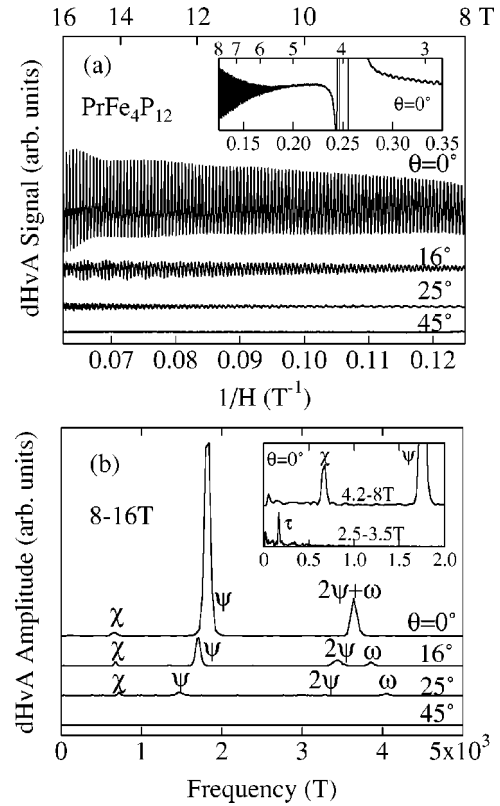 16 14 12 10 8 T
(a)
8 7 6 5 4 3
θ=0°
0.15 0.20 0.25 0.30 0.35
PrFe₄P₁₂
θ=0°
16°
25°
45°
dHvA Signal (arb. units)
0.07 0.08 0.09 0.10 0.11 0.12
1/H (T⁻¹)
(b)
8-16T
θ=0° χ ψ
4.2-8T
τ 2.5-3.5T
0 0.5 1.0 1.5 2.0
χ ψ 2ψ+ω θ=0°
χ ψ 2ψ ω 16°
χ ψ 2ψ ω 25°
45°
dHvA Amplitude (arb. units)
0 1 2 3 4 5x10³
Frequency (T)